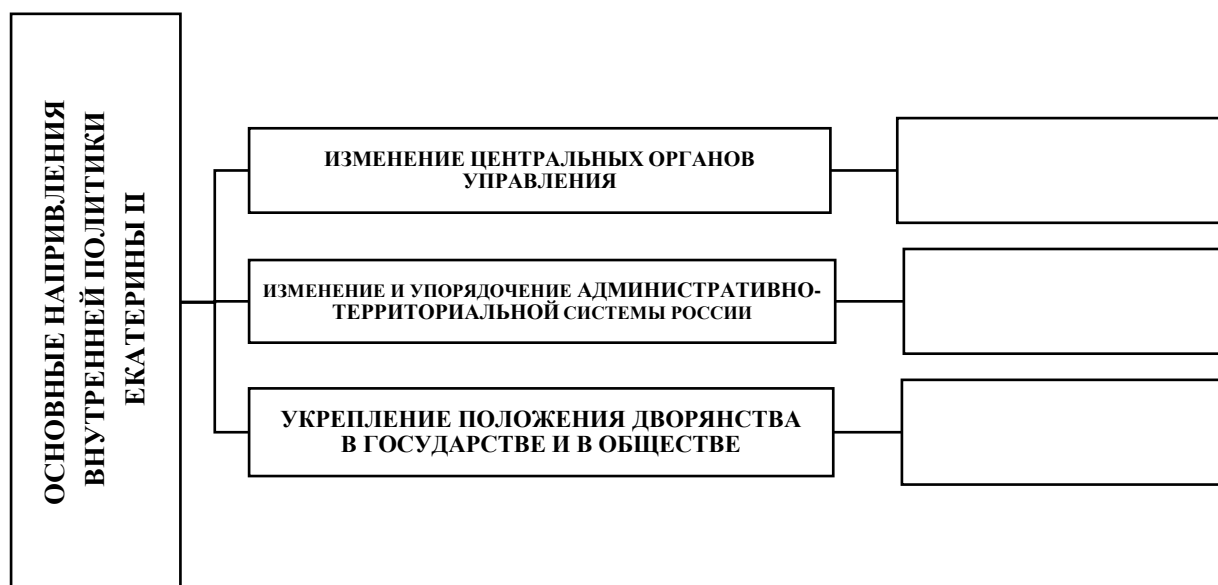 ОСНОВНЫЕ НАПРИВЛЕНИЯ
ВНУТРЕННЕЙ ПОЛИТИКИ
ЕКАТЕРИНЫ II
ИЗМЕНЕНИЕ ЦЕНТРАЛЬНЫХ ОРГАНОВ
УПРАВЛЕНИЯ
ИЗМЕНЕНИЕ И УПОРЯДОЧЕНИЕ АДМИНИСТРАТИВНО-
ТЕРРИТОРИАЛЬНОЙ СИСТЕМЫ РОССИИ
УКРЕПЛЕНИЕ ПОЛОЖЕНИЯ ДВОРЯНСТВА
В ГОСУДАРСТВЕ И В ОБЩЕСТВЕ